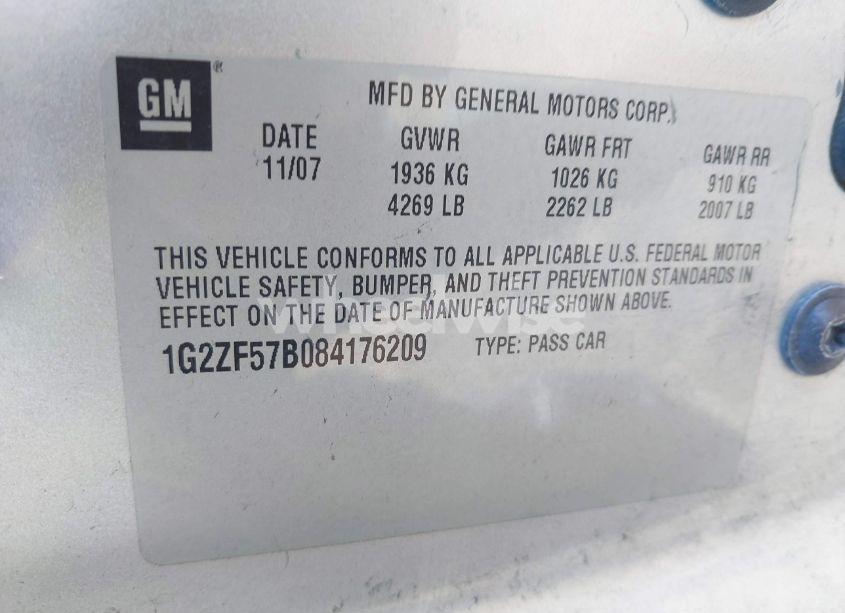 GM®
MFD BY GENERAL MOTORS CORP.
DATE GVWR GAWR FRT GAWR RR
11/07 1936 KG 1026 KG 910 KG
4269 LB 2262 LB 2007 LB
THIS VEHICLE CONFORMS TO ALL APPLICABLE U.S. FEDERAL MOTOR
VEHICLE SAFETY, BUMPER, AND THEFT PREVENTION STANDARDS IN
EFFECT ON THE DATE OF MANUFACTURE SHOWN ABOVE.
wheelwise
1G2ZF57B084176209 TYPE: PASS CAR